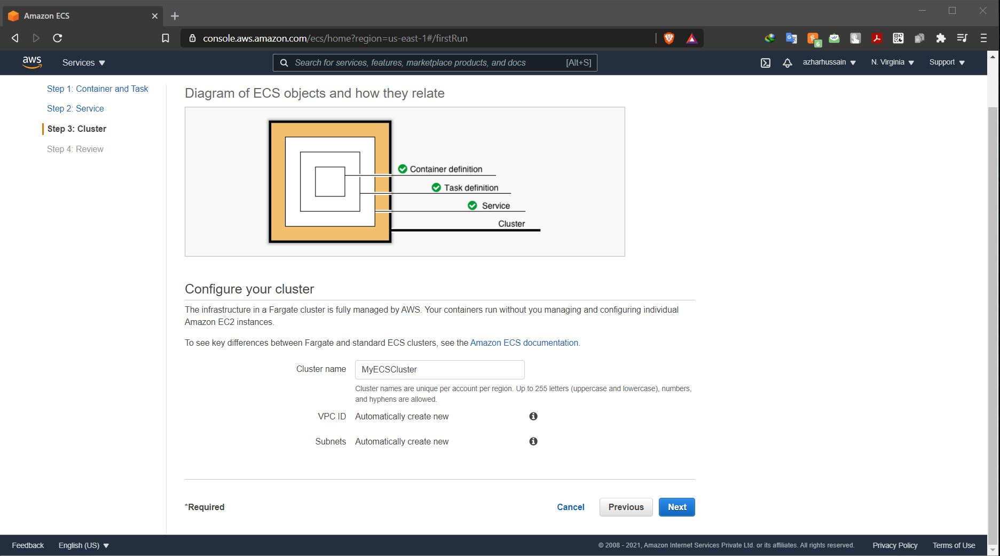 Amazon ECS
console.aws.amazon.com/ecs/home?region=us-east-1#/firstRun
6
aws
Services
Search for services, features, marketplace products, and docs
[Alt+S]
azharhussain
N. Virginia
Support
Step 1: Container and Task
Step 2: Service
Step 3: Cluster
Step 4: Review
Diagram of ECS objects and how they relate
Container definition
Task definition
Service
Cluster
Configure your cluster
The infrastructure in a Fargate cluster is fully managed by AWS. Your containers run without you managing and configuring individual
Amazon EC2 instances.
To see key differences between Fargate and standard ECS clusters, see the Amazon ECS documentation.
Cluster name
MyECSCluster
Cluster names are unique per account per region. Up to 255 letters (uppercase and lowercase), numbers,
and hyphens are allowed.
VPC ID
Automatically create new
Subnets
Automatically create new
*Required
Cancel
Previous
Next
Feedback
English (US)
© 2008 - 2021, Amazon Internet Services Private Ltd. or its affiliates. All rights reserved.
Privacy Policy
Terms of Use